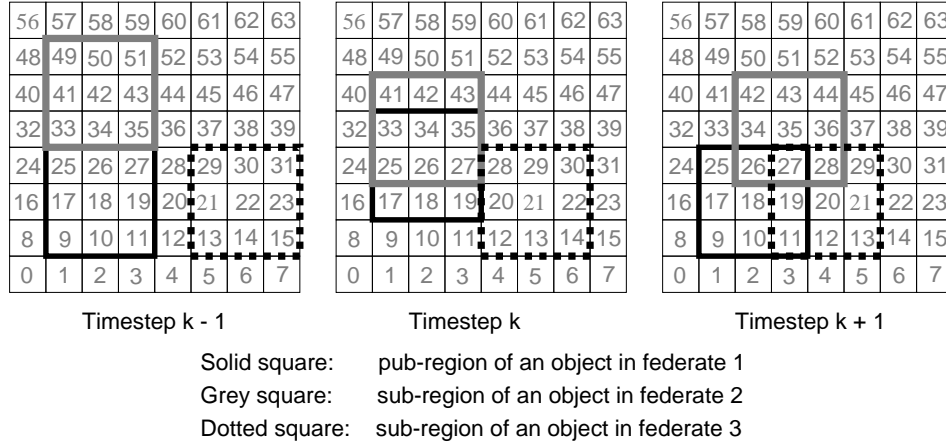 56 57 58 59 60 61 62 63 56 57 58 59 60 61 62 63 56 57 58 59 60 61 62 63
48 49 50 51 52 53 54 55 48 49 50 51 52 53 54 55 48 49 50 51 52 53 54 55
40 41 42 43 44 45 46 47 40 41 42 43 44 45 46 47 40 41 42 43 44 45 46 47
32 33 34 35 36 37 38 39 32 33 34 35 36 37 38 39 32 33 34 35 36 37 38 39
24 25 26 27 28 29 30 31 24 25 26 27 28 29 30 31 24 25 26 27 28 29 30 31
16 17 18 19 20 21 22 23 16 17 18 19 20 21 22 23 16 17 18 19 20 21 22 23
8 9 10 11 12 13 14 15 8 9 10 11 12 13 14 15 8 9 10 11 12 13 14 15
0 1 2 3 4 5 6 7 0 1 2 3 4 5 6 7 0 1 2 3 4 5 6 7
Timestep k - 1 Timestep k Timestep k + 1
Solid square: pub-region of an object in federate 1
Grey square: sub-region of an object in federate 2
Dotted square: sub-region of an object in federate 3